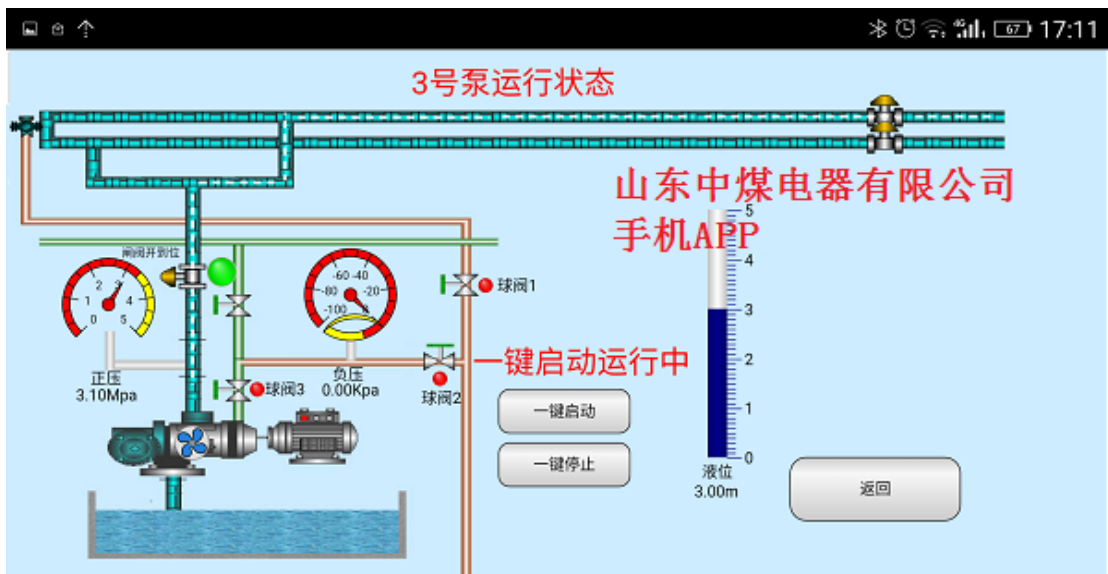 4G
67
17:11
3号泵运行状态
山东中煤电器有限公司
手机APP
闸阀开到位
0
1
2
3
4
5
正压
3.10Mpa
-100
-80
-60
-40
-20
0
负压
0.00Kpa
球阀1
球阀2
球阀3
一键启动运行中
一键启动
一键停止
5
4
3
2
1
0
液位
3.00m
返回